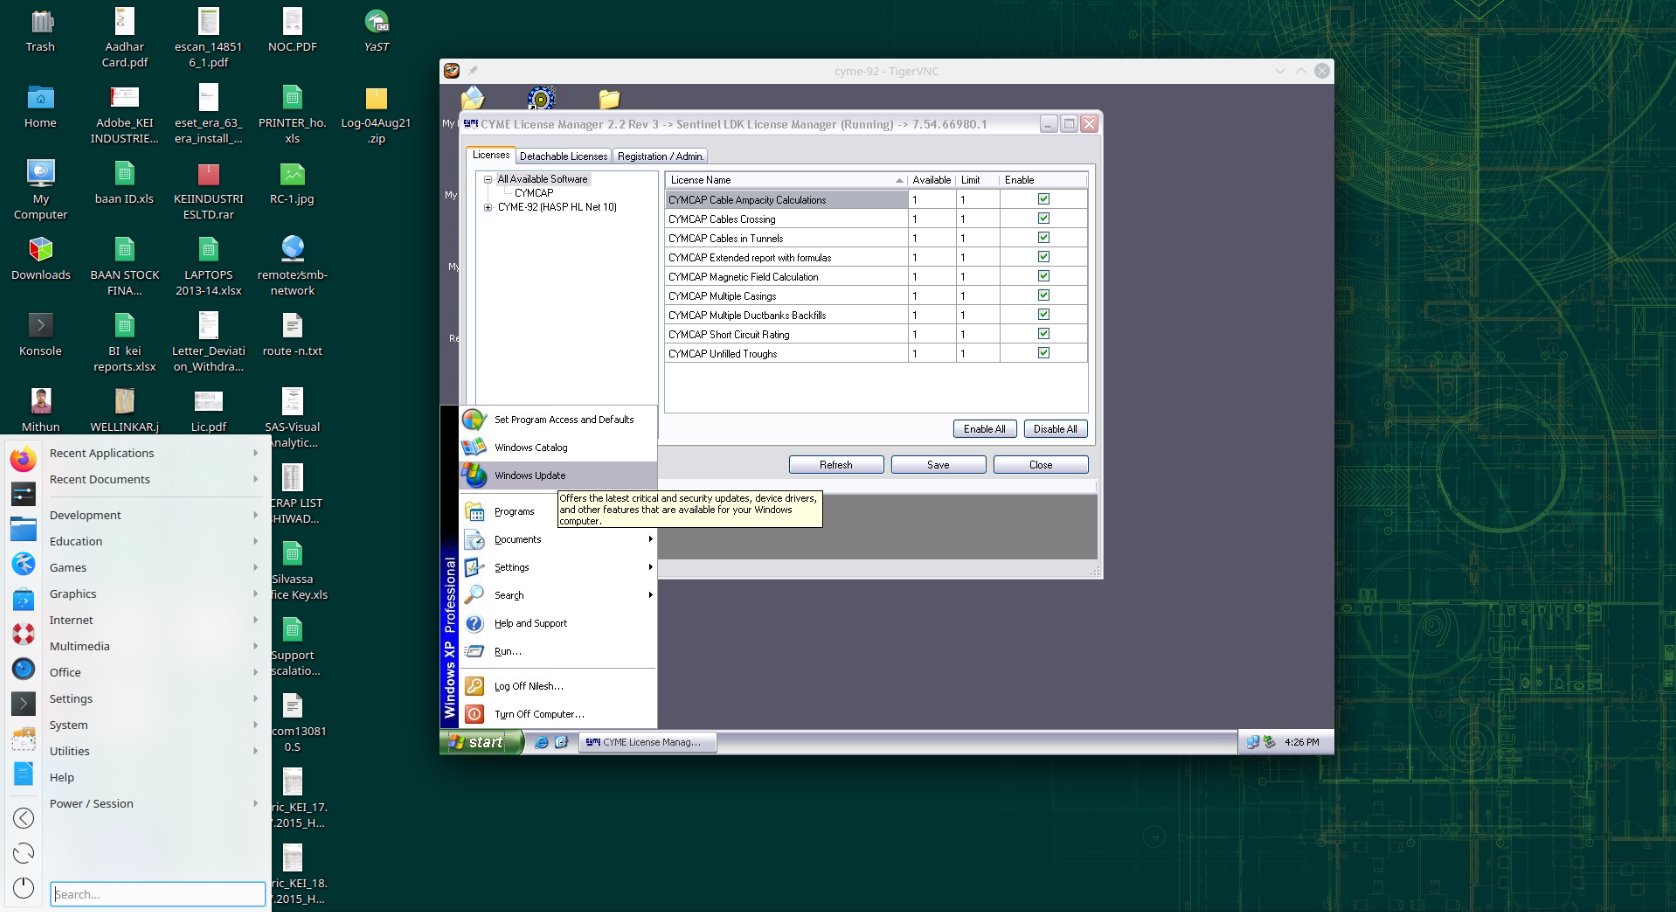 Trash
Aadhar
Card.pdf
escan_14851
6_1.pdf
NOC.PDF
YaST
Home
Adobe_KEI
INDUSTRIE...
eset_era_63_
era_install_...
PRINTER_ho.
xls
Log-04Aug21
.zip
My
Computer
baan ID.xls
KEIINDUSTRI
ESLTD.rar
RC-1.jpg
Downloads
BAAN STOCK
FINA...
LAPTOPS
2013-14.xlsx
remote:⁄smb-
network
Konsole
BI kei
reports.xlsx
Letter_Deviati
on_Withdra...
route -n.txt
Mithun
WELLINKAR.j
Lic.pdf
SAS-Visual
Analytic...
CRAP LIST
HIWAD...
Silvassa
fice Key.xls
Support
scalatio...
com13081
0.S
ric_KEI_17.
.2015_H...
ric_KEI_18.
.2015_H...
Recent Applications
Recent Documents
Development
Education
Games
Graphics
Internet
Multimedia
Office
Settings
System
Utilities
Help
Power / Session
Search...
cyme-92 - TigerVNC
My
CYME License Manager 2.2 Rev 3 -> Sentinel LDK License Manager (Running) -> 7.54.66980.1
Licenses
Detachable Licenses
Registration / Admin.
My
My
Re
All Available Software
CYMCAP
CYME-92 (HASP HL Net 10)
License Name
Available
Limit
Enable
CYMCAP Cable Ampacity Calculations 1 1
CYMCAP Cables Crossing 1 1
CYMCAP Cables in Tunnels 1 1
CYMCAP Extended report with formulas 1 1
CYMCAP Magnetic Field Calculation 1 1
CYMCAP Multiple Casings 1 1
CYMCAP Multiple Ductbanks Backfills 1 1
CYMCAP Short Circuit Rating 1 1
CYMCAP Unfilled Troughs 1 1
Enable All
Disable All
Refresh
Save
Close
Set Program Access and Defaults
Windows Catalog
Windows Update
Offers the latest critical and security updates, device drivers,
and other features that are available for your Windows
computer.
Programs
Documents
Settings
Search
Help and Support
Run...
Log Off Nilesh...
Turn Off Computer...
Windows XP Professional
start
CYME License Manag...
4:26 PM